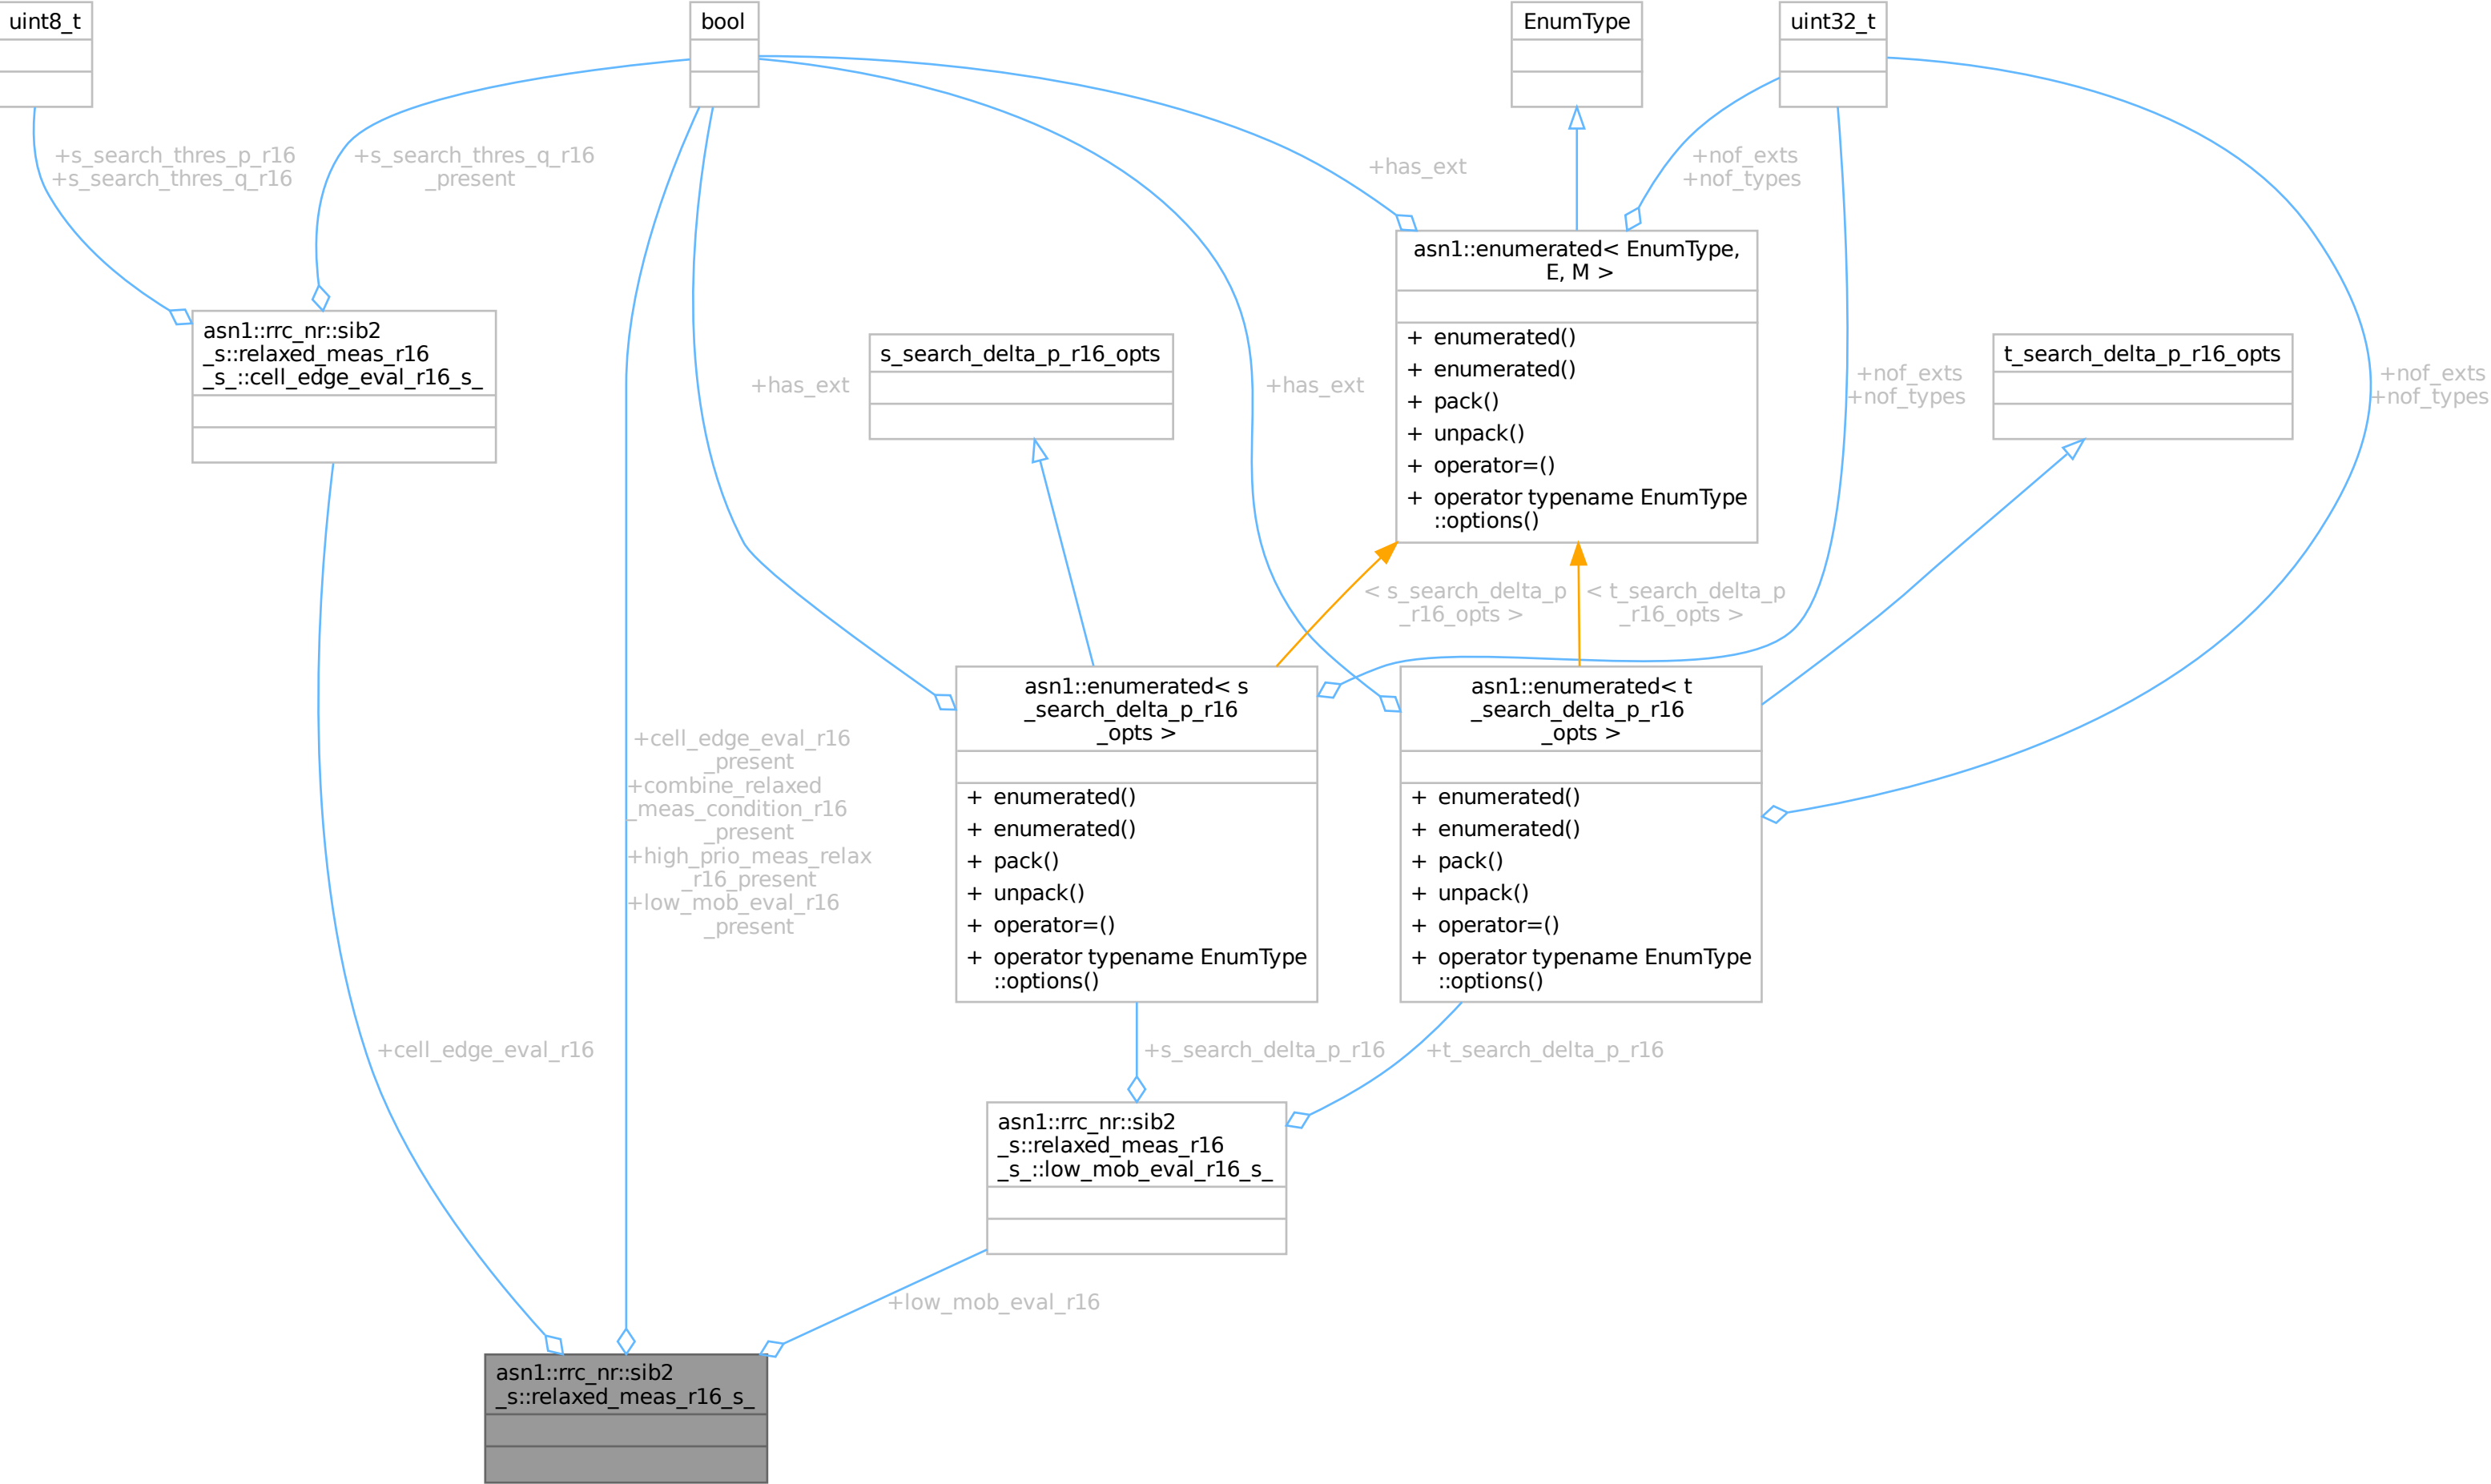 uint8_t
bool
EnumType
uint32_t
+s_search_thres_p_r16
+s_search_thres_q_r16
+s_search_thres_q_r16
_present
+has_ext
+nof_exts
+nof_types
asn1::enumerated< EnumType,
E, M >
+ enumerated()
+ enumerated()
+ pack()
+ unpack()
+ operator=()
+ operator typename EnumType
::options()
asn1::rrc_nr::sib2
_s::relaxed_meas_r16
_s_::cell_edge_eval_r16_s_
s_search_delta_p_r16_opts
t_search_delta_p_r16_opts
+has_ext
+has_ext
+nof_exts
+nof_types
+nof_exts
+nof_types
< s_search_delta_p
_r16_opts >
< t_search_delta_p
_r16_opts >
asn1::enumerated< s
_search_delta_p_r16
_opts >
+ enumerated()
+ enumerated()
+ pack()
+ unpack()
+ operator=()
+ operator typename EnumType
::options()
asn1::enumerated< t
_search_delta_p_r16
_opts >
+ enumerated()
+ enumerated()
+ pack()
+ unpack()
+ operator=()
+ operator typename EnumType
::options()
+cell_edge_eval_r16
_present
+combine_relaxed
_meas_condition_r16
_present
+high_prio_meas_relax
_r16_present
+low_mob_eval_r16
_present
+cell_edge_eval_r16
+s_search_delta_p_r16
+t_search_delta_p_r16
asn1::rrc_nr::sib2
_s::relaxed_meas_r16
_s_::low_mob_eval_r16_s_
+low_mob_eval_r16
asn1::rrc_nr::sib2
_s::relaxed_meas_r16_s_